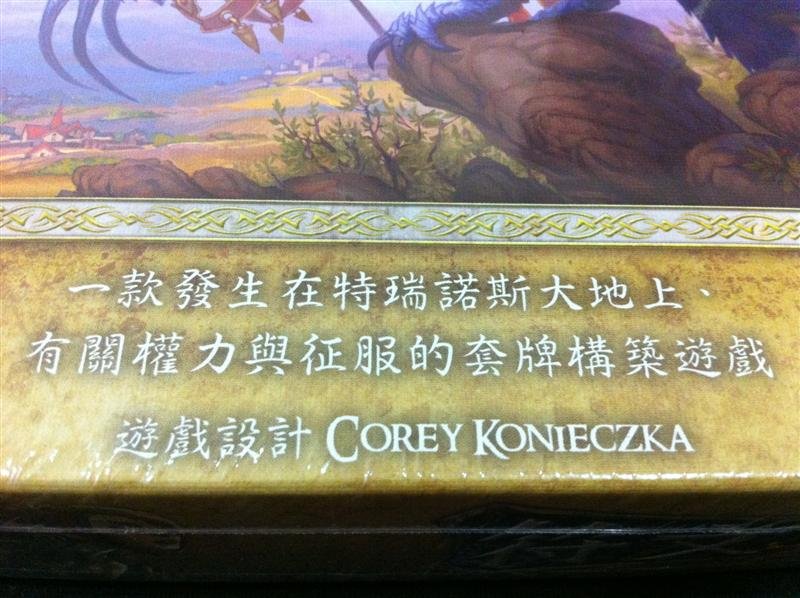 一款發生在特瑞諾斯大地上、
有關權力與征服的套牌構築遊戲
遊戲設計 COREY KONIECZKA